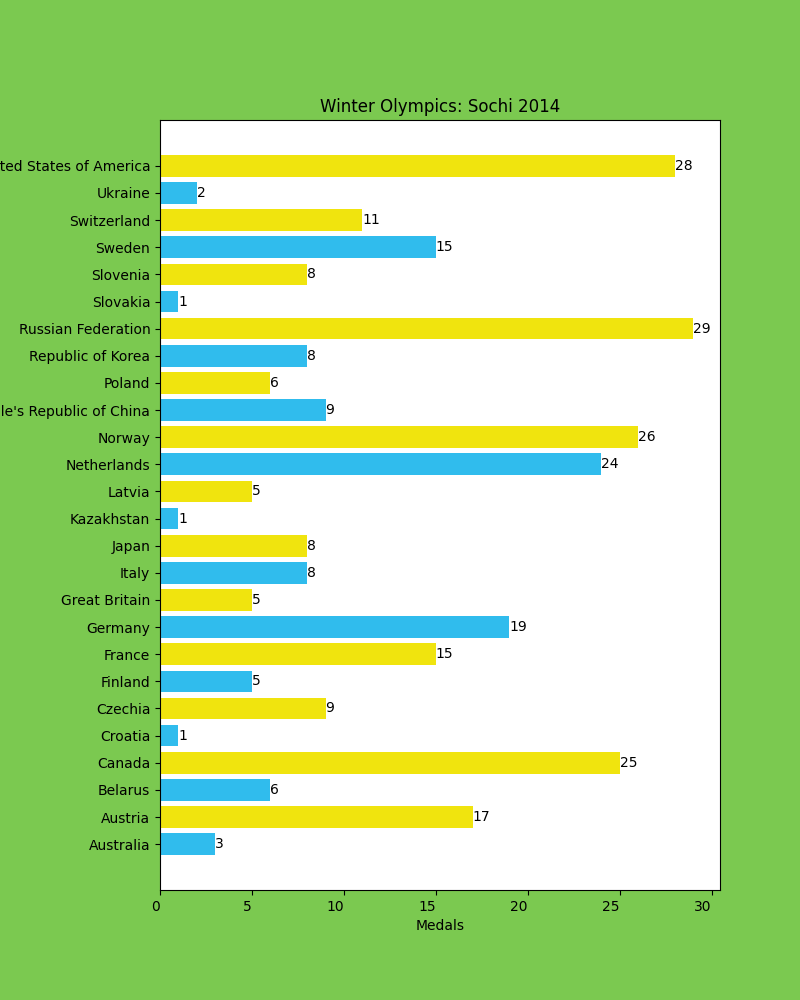 Winter Olympics: Sochi 2014
ted States of America 28
Ukraine 2
Switzerland 11
Sweden 15
Slovenia 8
Slovakia 1
Russian Federation 29
Republic of Korea 8
Poland 6
le's Republic of China 9
Norway 26
Netherlands 24
Latvia 5
Kazakhstan 1
Japan 8
Italy 8
Great Britain 5
Germany 19
France 15
Finland 5
Czechia 9
Croatia 1
Canada 25
Belarus 6
Austria 17
Australia 3
0 5 10 15 20 25 30
Medals